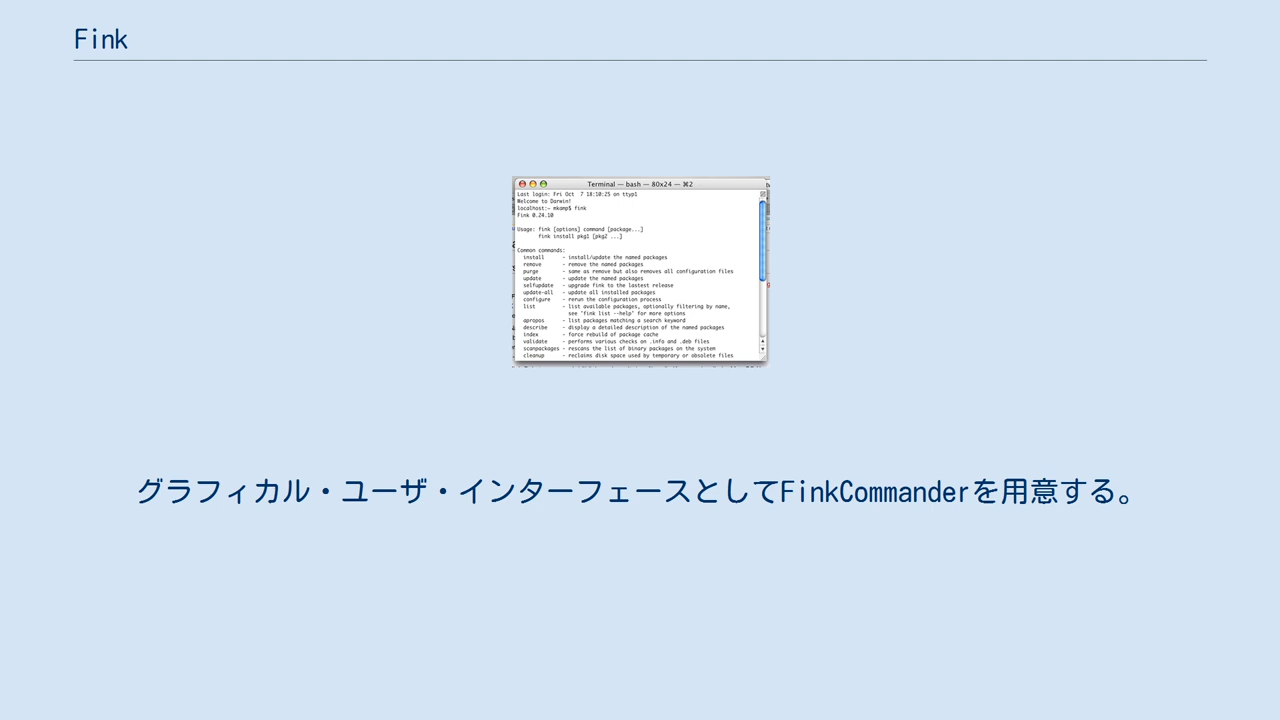 Fink
Terminal — bash — 80x24 — ⌘2
Last login: Fri Oct  7 18:10:25 on ttyp1
Welcome to Darwin!
localhost:~ mkamp$ fink
Fink 0.24.10
Usage: fink [options] command [package...]
fink install pkg1 [pkg2 ...]
Common commands:
install - install/update the named packages
remove - remove the named packages
purge - same as remove but also removes all configuration files
update - update the named packages
selfupdate - upgrade fink to the lastest release
update-all - update all installed packages
configure - rerun the configuration process
list - list available packages, optionally filtering by name,
see "fink list --help" for more options
apropos - list packages matching a search keyword
describe - display a detailed description of the named packages
index - force rebuild of package cache
validate - performs various checks on .info and .deb files
scanpackages - rescans the list of binary packages on the system
cleanup - reclaims disk space used by temporary or obsolete files
グラフィカル・ユーザ・インターフェースとしてFinkCommanderを用意する。